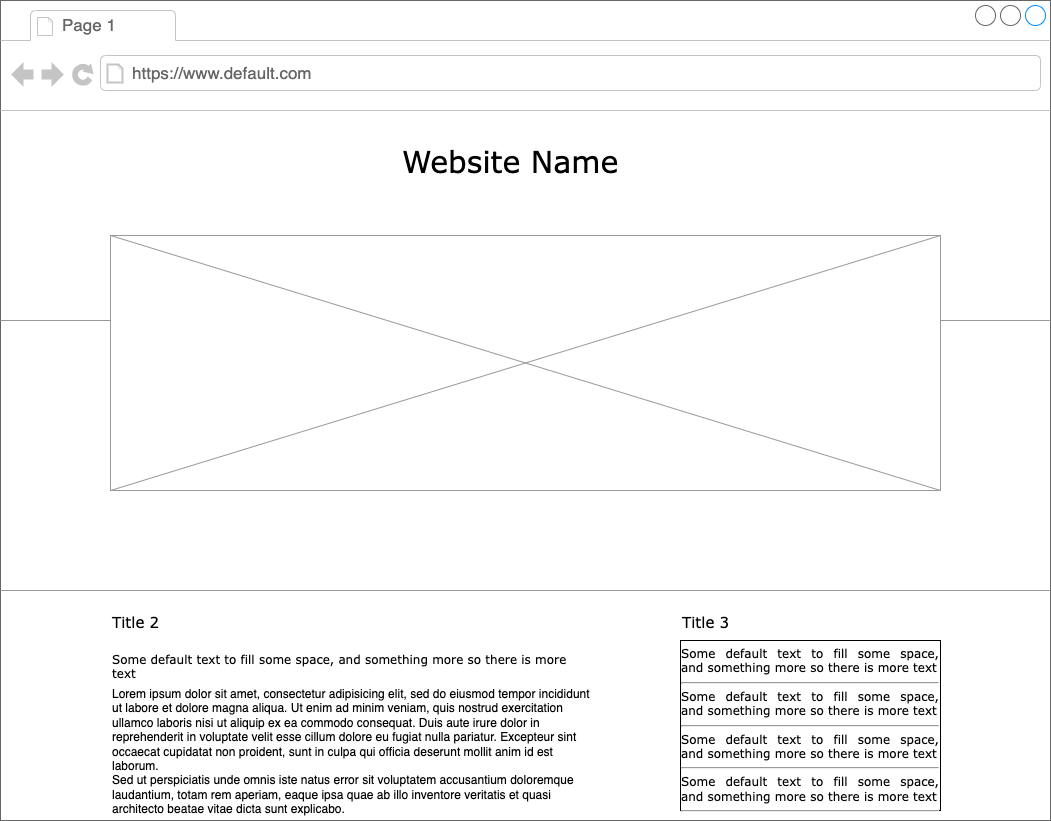 Page 1
https://www.default.com
Website Name
Title 2
Some default text to fill some space, and something more so there is more
text
Lorem ipsum dolor sit amet, consectetur adipisicing elit, sed do eiusmod tempor incididunt
ut labore et dolore magna aliqua. Ut enim ad minim veniam, quis nostrud exercitation
ullamco laboris nisi ut aliquip ex ea commodo consequat. Duis aute irure dolor in
reprehenderit in voluptate velit esse cillum dolore eu fugiat nulla pariatur. Excepteur sint
occaecat cupidatat non proident, sunt in culpa qui officia deserunt mollit anim id est
laborum.
Sed ut perspiciatis unde omnis iste natus error sit voluptatem accusantium doloremque
laudantium, totam rem aperiam, eaque ipsa quae ab illo inventore veritatis et quasi
architecto beatae vitae dicta sunt explicabo.
Title 3
Some default text to fill some space,
and something more so there is more text
Some default text to fill some space,
and something more so there is more text
Some default text to fill some space,
and something more so there is more text
Some default text to fill some space,
and something more so there is more text